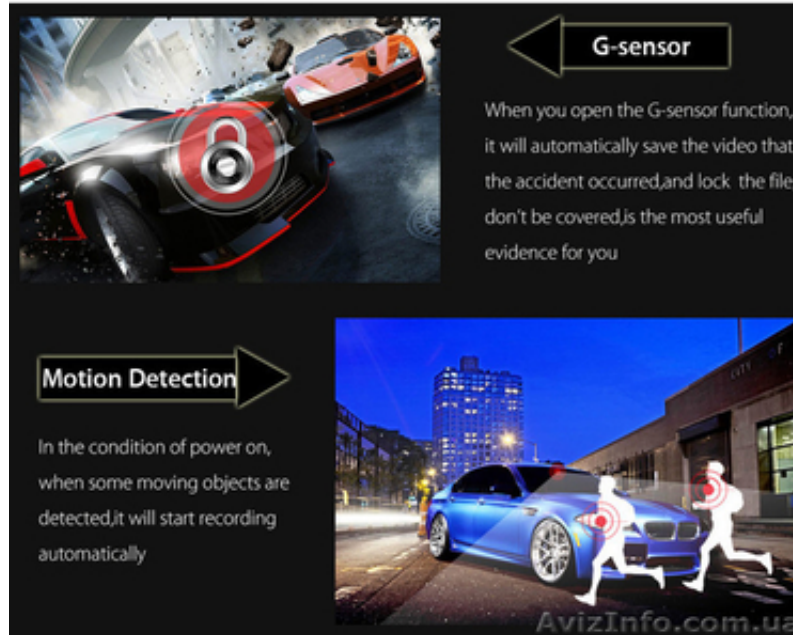 G-sensor
When you open the G-sensor function,
it will automatically save the video that
the accident occurred,and lock the file
don't be covered,is the most useful
evidence for you
Motion Detection
In the condition of power on,
when some moving objects are
detected,it will start recording
automatically
CITY OF
AvizInfo.com.ua